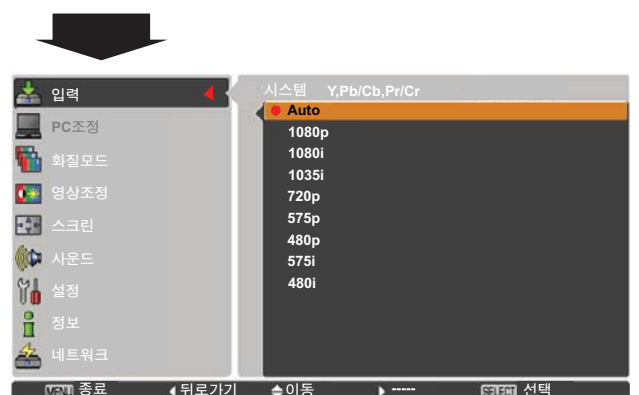 입력
PC조정
화질모드
영상조정
스크린
사운드
설정
정보
네트워크
시스템 Y,Pb/Cb,Pr/Cr
Auto
1080p
1080i
1035i
720p
575p
480p
575i
480i
MENU 종료 뒤로가기 이동 ----- SELECT 선택